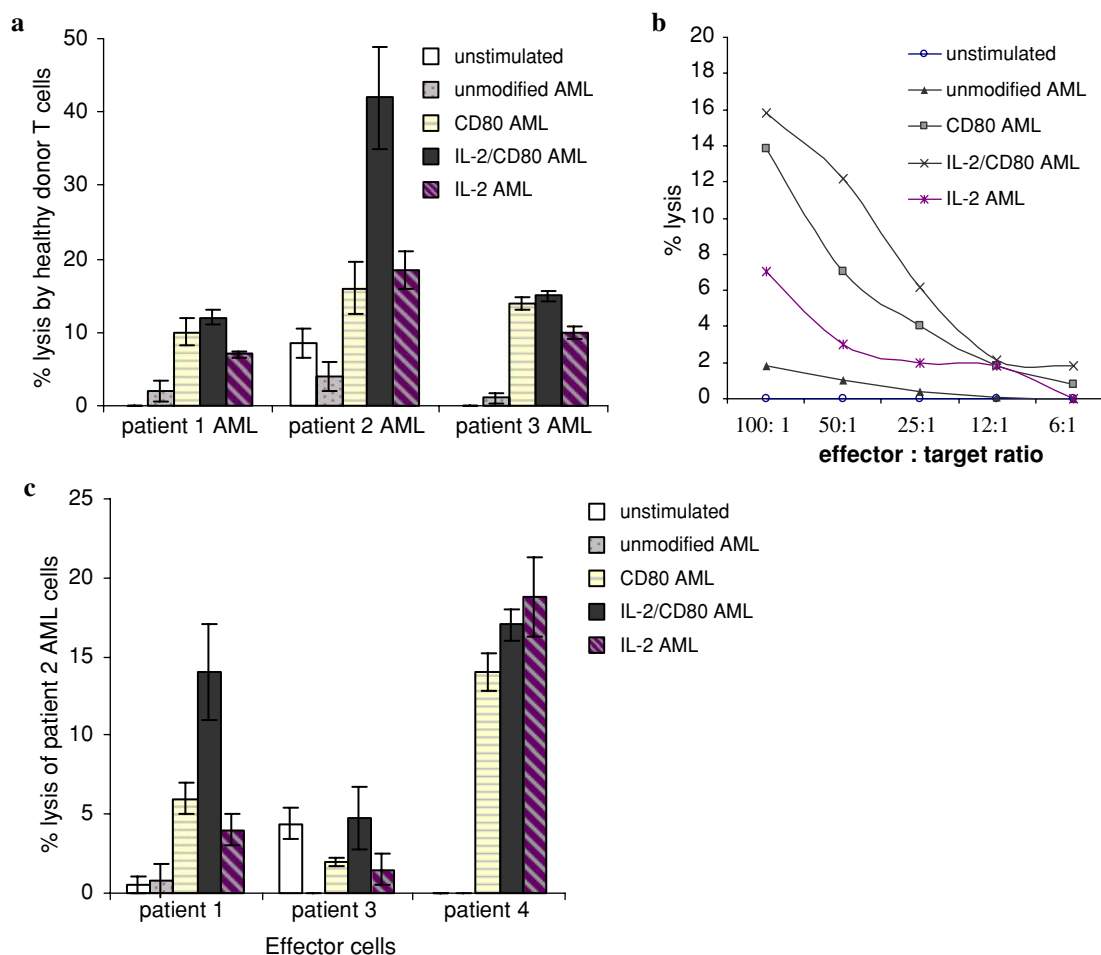 a
% lysis by healthy donor T cells
50
40
30
20
10
0
unstimulated
unmodified AML
CD80 AML
IL-2/CD80 AML
IL-2 AML
patient 1 AML
patient 2 AML
patient 3 AML
b
% lysis
20
18
16
14
12
10
8
6
4
2
0
unstimulated
unmodified AML
CD80 AML
IL-2/CD80 AML
IL-2 AML
100: 1
50:1
25:1
12:1
6:1
effector : target ratio
c
% lysis of patient 2 AML cells
25
20
15
10
5
0
unstimulated
unmodified AML
CD80 AML
IL-2/CD80 AML
IL-2 AML
patient 1
patient 3
patient 4
Effector cells